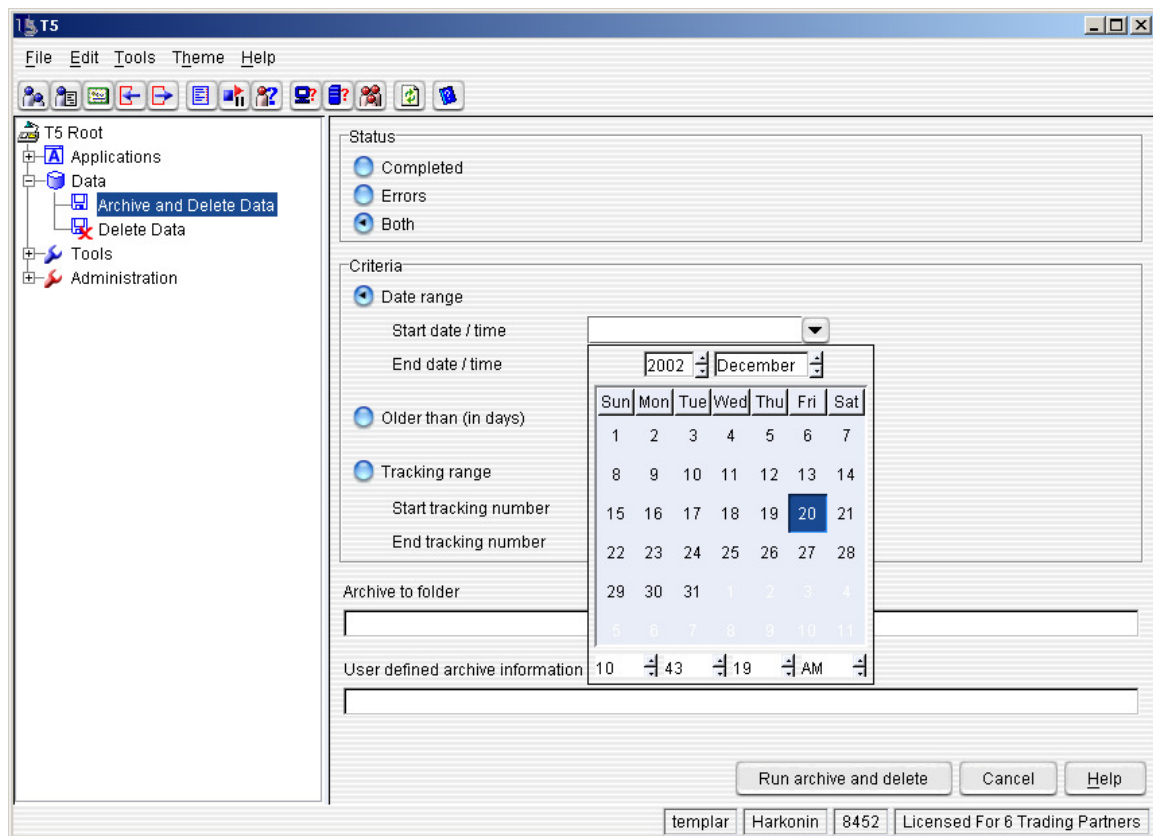 T5
File Edit Tools Theme Help
T5 Root
Applications
Data
Archive and Delete Data
Delete Data
Tools
Administration
Status
Completed
Errors
Both
Criteria
Date range
Start date / time
End date / time
2002 December
Sun Mon Tue Wed Thu Fri Sat
1 2 3 4 5 6 7
8 9 10 11 12 13 14
15 16 17 18 19 20 21
22 23 24 25 26 27 28
29 30 31 1 2 3 4
5 6 7 8 9 10 11
10 43 19 AM
Older than (in days)
Tracking range
Start tracking number
End tracking number
Archive to folder
User defined archive information
Run archive and delete Cancel Help
templar Harkonin 8452 Licensed For 6 Trading Partners